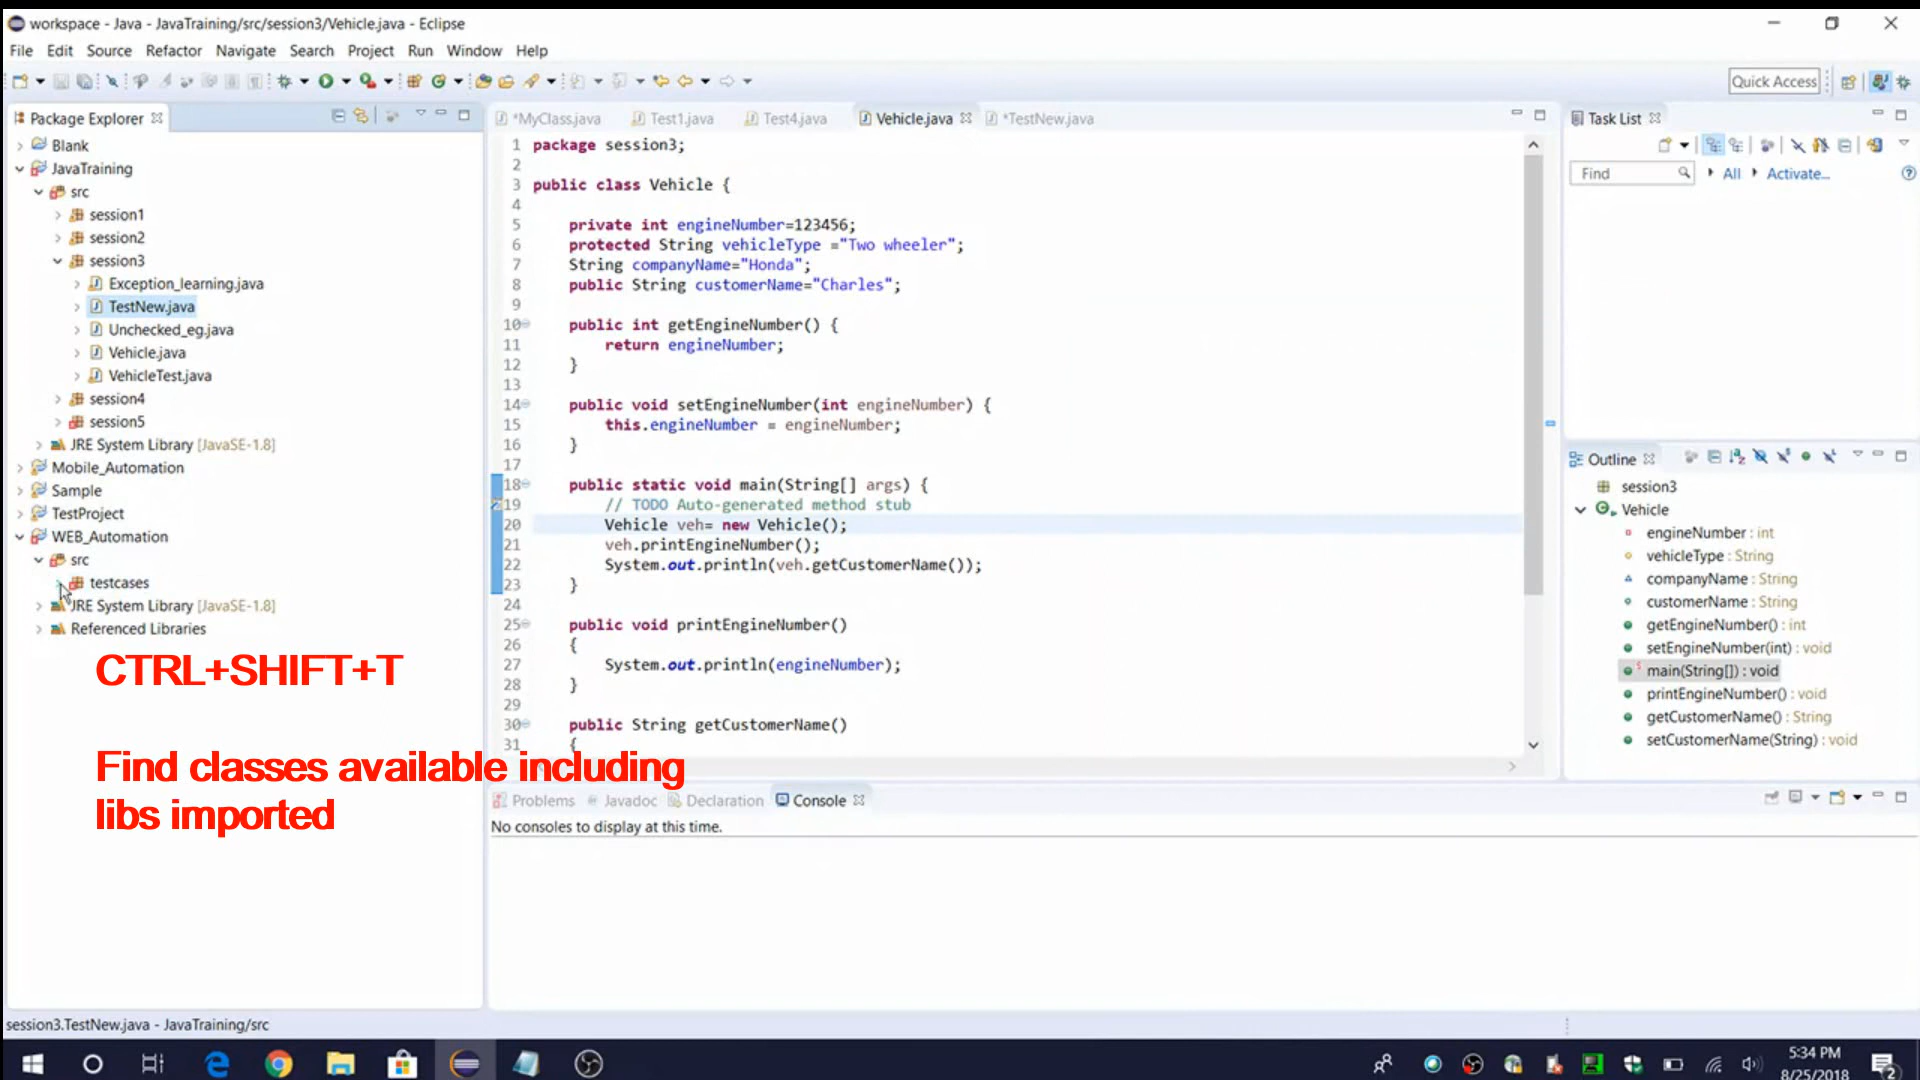 workspace - Java - JavaTraining/src/session3/Vehicle.java - Eclipse
File Edit Source Refactor Navigate Search Project Run Window Help
Quick Access
Package Explorer
Blank
JavaTraining
src
session1
session2
session3
Exception_learning.java
TestNew.java
Unchecked_eg.java
Vehicle.java
VehicleTest.java
session4
session5
JRE System Library [JavaSE-1.8]
Mobile_Automation
Sample
TestProject
WEB_Automation
src
testcases
JRE System Library [JavaSE-1.8]
Referenced Libraries
CTRL+SHIFT+T
Find classes available including
libs imported
*MyClass.java Test1.java Test4.java Vehicle.java *TestNew.java
1 package session3;
2
3 public class Vehicle {
4
5 private int engineNumber=123456;
6 protected String vehicleType ="Two wheeler";
7 String companyName="Honda";
8 public String customerName="Charles";
9
10 public int getEngineNumber() {
11 return engineNumber;
12 }
13
14 public void setEngineNumber(int engineNumber) {
15 this.engineNumber = engineNumber;
16 }
17
18 public static void main(String[] args) {
19 // TODO Auto-generated method stub
20 Vehicle veh= new Vehicle();
21 veh.printEngineNumber();
22 System.out.println(veh.getCustomerName());
23 }
24
25 public void printEngineNumber()
26 {
27 System.out.println(engineNumber);
28 }
29
30 public String getCustomerName()
31 {
Problems Javadoc Declaration Console
No consoles to display at this time.
Task List
Find All Activate...
Outline
session3
Vehicle
engineNumber : int
vehicleType : String
companyName : String
customerName : String
getEngineNumber() : int
setEngineNumber(int) : void
main(String[]) : void
printEngineNumber() : void
getCustomerName() : String
setCustomerName(String) : void
session3.TestNew.java - JavaTraining/src
5:34 PM
8/25/2018
2